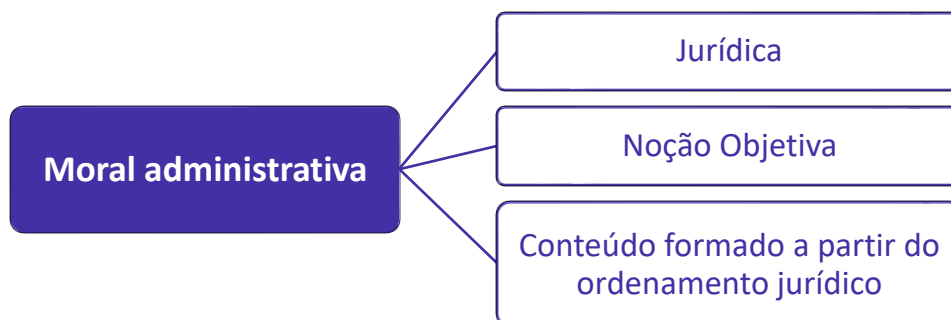 Moral administrativa
Jurídica
Noção Objetiva
Conteúdo formado a partir do
ordenamento jurídico